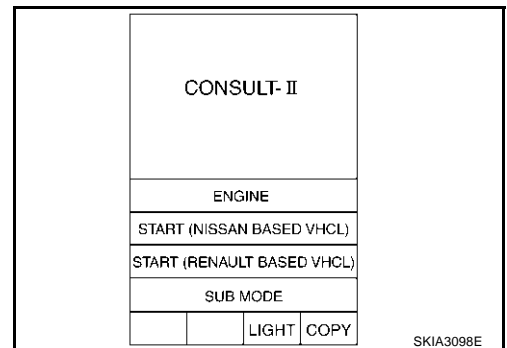 CONSULT-II
ENGINE
START (NISSAN BASED VHCL)
START (RENAULT BASED VHCL)
SUB MODE
LIGHT COPY
SKIA3098E